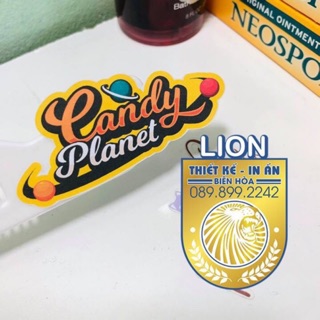 Candy
Planet
LION
THIẾT KẾ - IN ẤN
BIÊN HÒA
089.899.2242
ORIGINAL OINTMENT
NEOSPO